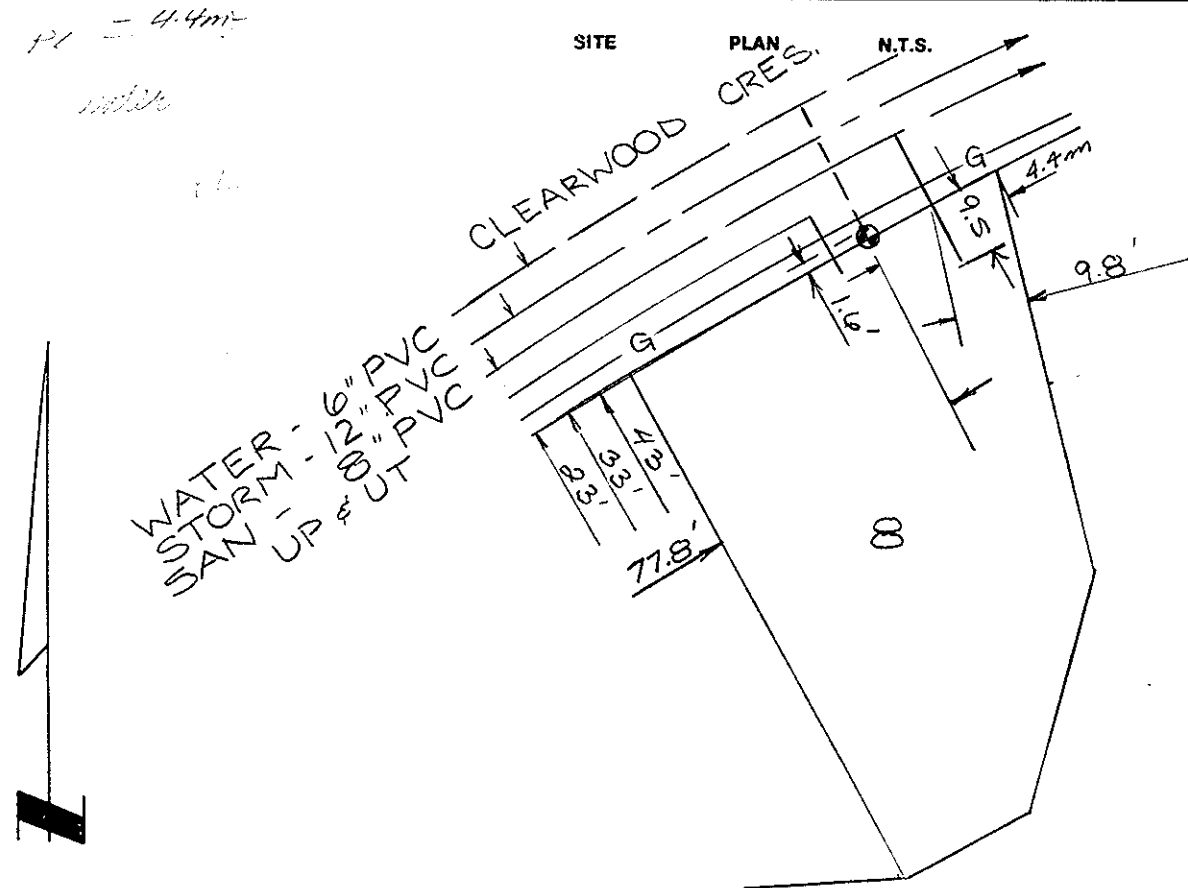 = 4.4m
water
SITE PLAN N.T.S.
CLEARWOOD CRES.
G
4.4m
9.5
9.8'
1.6'
G
WATER - 6" PVC
STORM - 12" PVC
SAN - 8" PVC
UP & UT
43'
33'
23'
77.8'
8